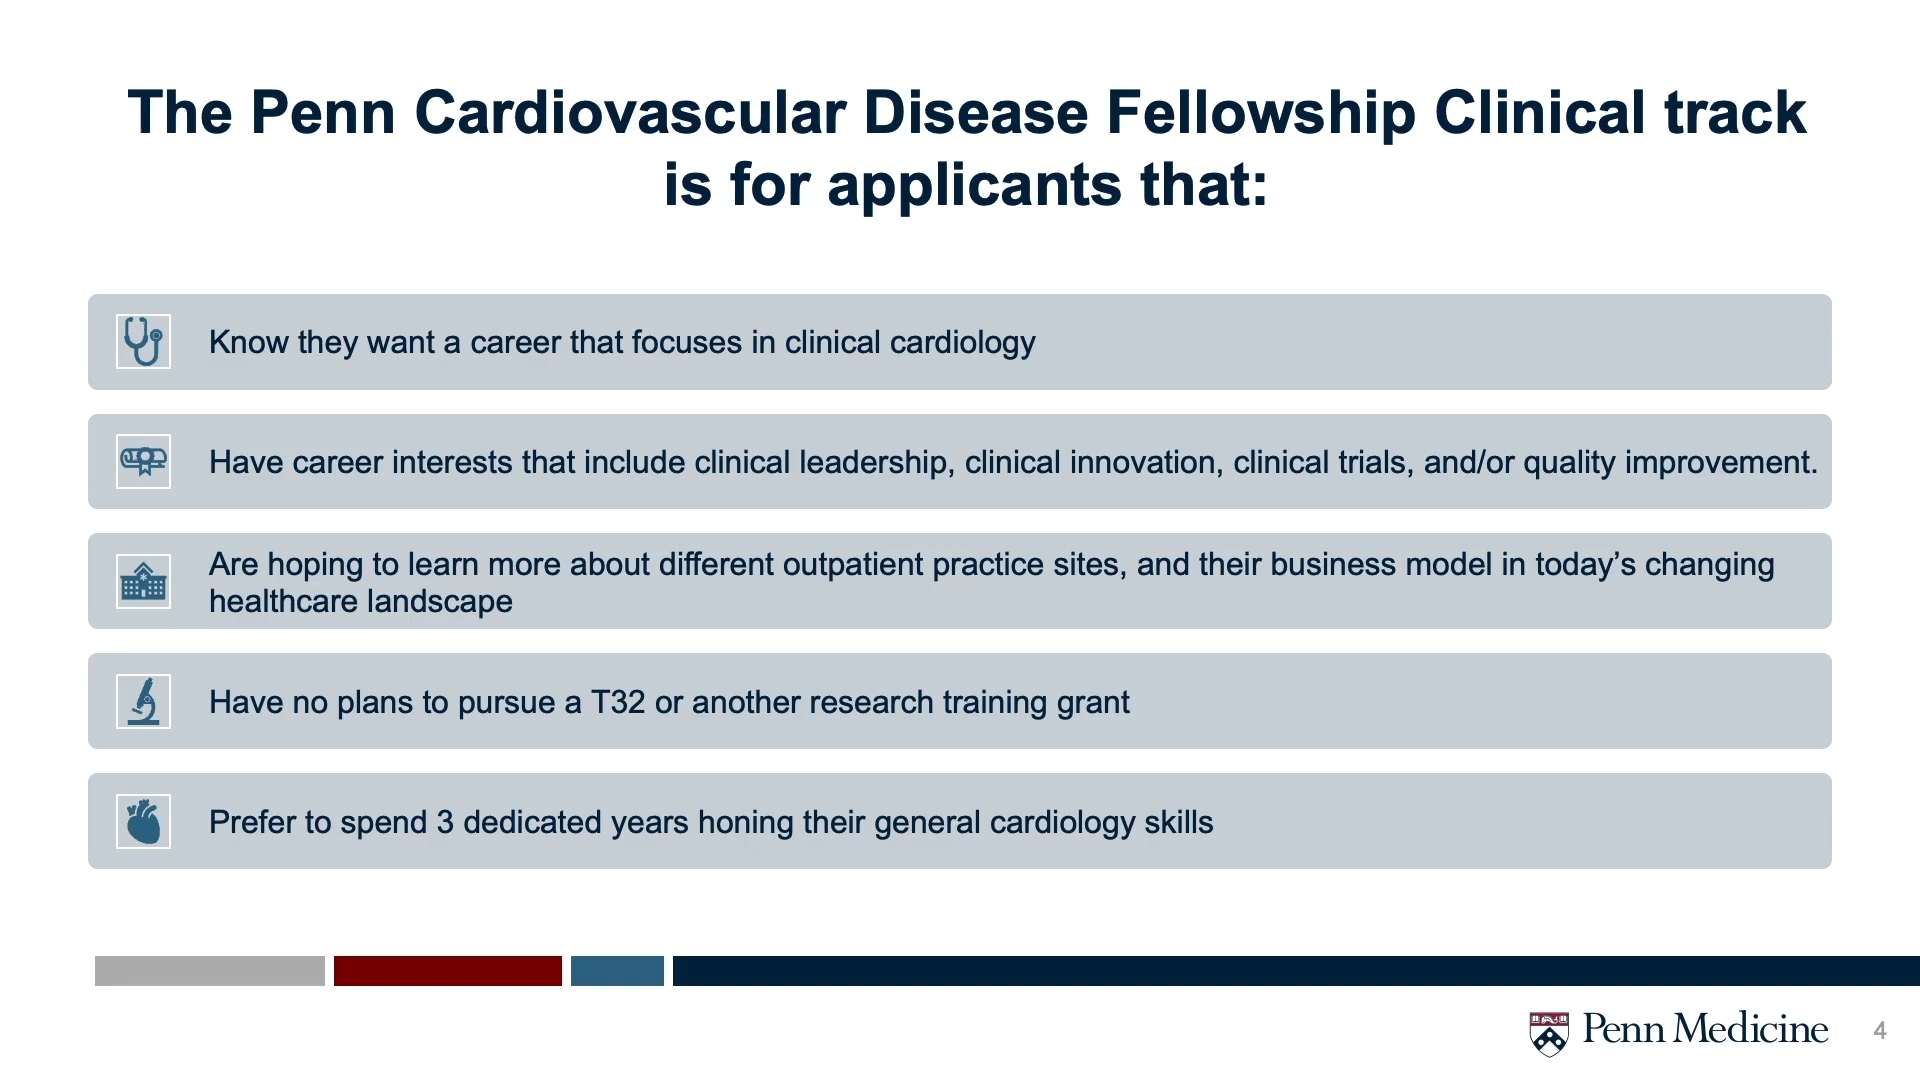 The Penn Cardiovascular Disease Fellowship Clinical track
is for applicants that:
Know they want a career that focuses in clinical cardiology
Have career interests that include clinical leadership, clinical innovation, clinical trials, and/or quality improvement.
Are hoping to learn more about different outpatient practice sites, and their business model in today’s changing
healthcare landscape
Have no plans to pursue a T32 or another research training grant
Prefer to spend 3 dedicated years honing their general cardiology skills
Penn Medicine
4